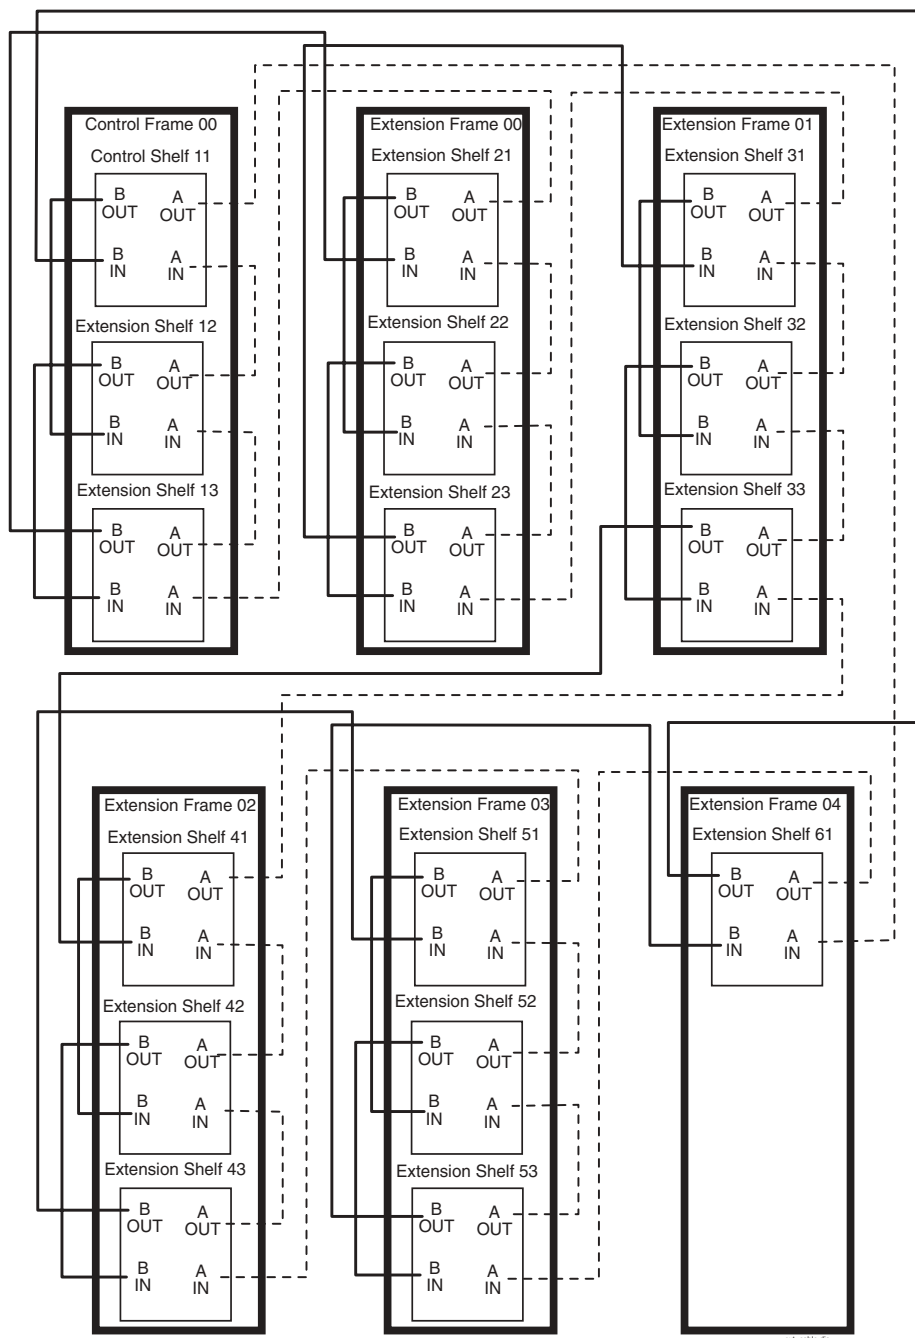 Control Frame 00
Control Shelf 11
B OUT
A OUT
B IN
A IN
Extension Shelf 12
B OUT
A OUT
B IN
A IN
Extension Shelf 13
B OUT
A OUT
B IN
A IN
Extension Frame 00
Extension Shelf 21
B OUT
A OUT
B IN
A IN
Extension Shelf 22
B OUT
A OUT
B IN
A IN
Extension Shelf 23
B OUT
A OUT
B IN
A IN
Extension Frame 01
Extension Shelf 31
B OUT
A OUT
B IN
A IN
Extension Shelf 32
B OUT
A OUT
B IN
A IN
Extension Shelf 33
B OUT
A OUT
B IN
A IN
Extension Frame 02
Extension Shelf 41
B OUT
A OUT
B IN
A IN
Extension Shelf 42
B OUT
A OUT
B IN
A IN
Extension Shelf 43
B OUT
A OUT
B IN
A IN
Extension Frame 03
Extension Shelf 51
B OUT
A OUT
B IN
A IN
Extension Shelf 52
B OUT
A OUT
B IN
A IN
Extension Shelf 53
B OUT
A OUT
B IN
A IN
Extension Frame 04
Extension Shelf 61
B OUT
A OUT
B IN
A IN